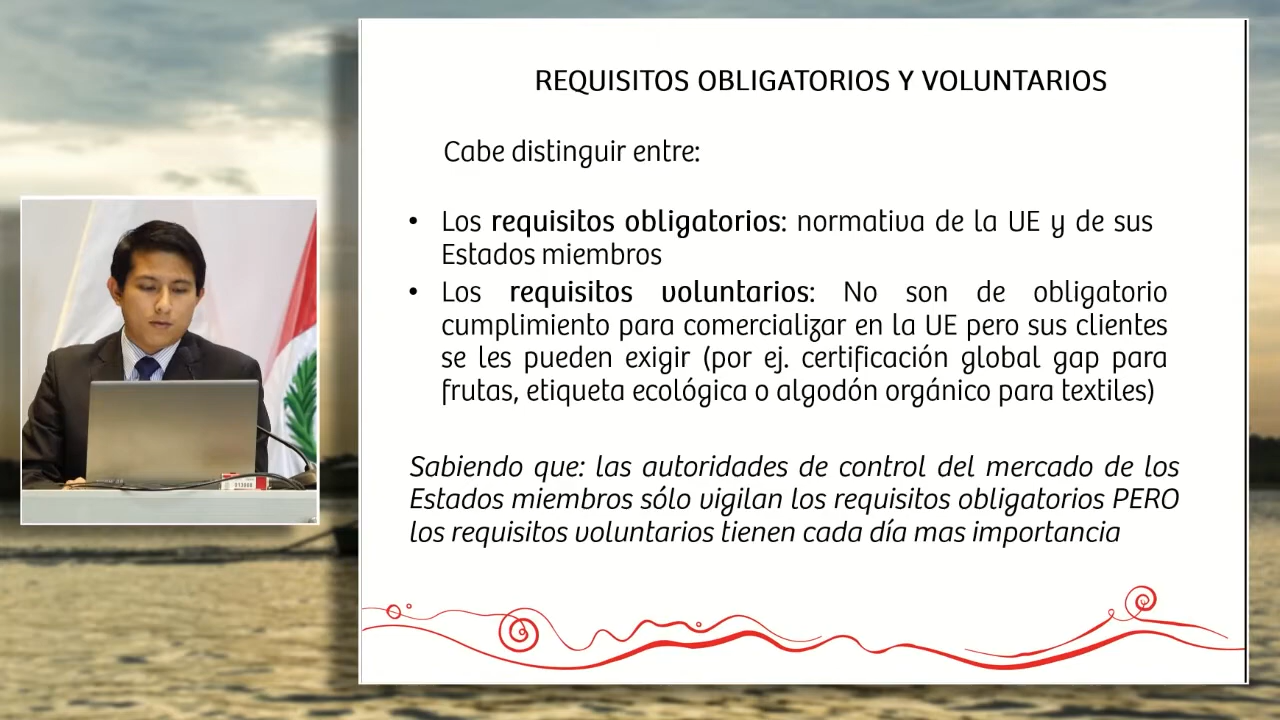 REQUISITOS OBLIGATORIOS Y VOLUNTARIOS
Cabe distinguir entre:
• Los requisitos obligatorios: normativa de la UE y de sus
Estados miembros
• Los requisitos voluntarios: No son de obligatorio
cumplimiento para comercializar en la UE pero sus clientes
se les pueden exigir (por ej. certificación global gap para
frutas, etiqueta ecológica o algodón orgánico para textiles)
Sabiendo que: las autoridades de control del mercado de los
Estados miembros sólo vigilan los requisitos obligatorios PERO
los requisitos voluntarios tienen cada día mas importancia